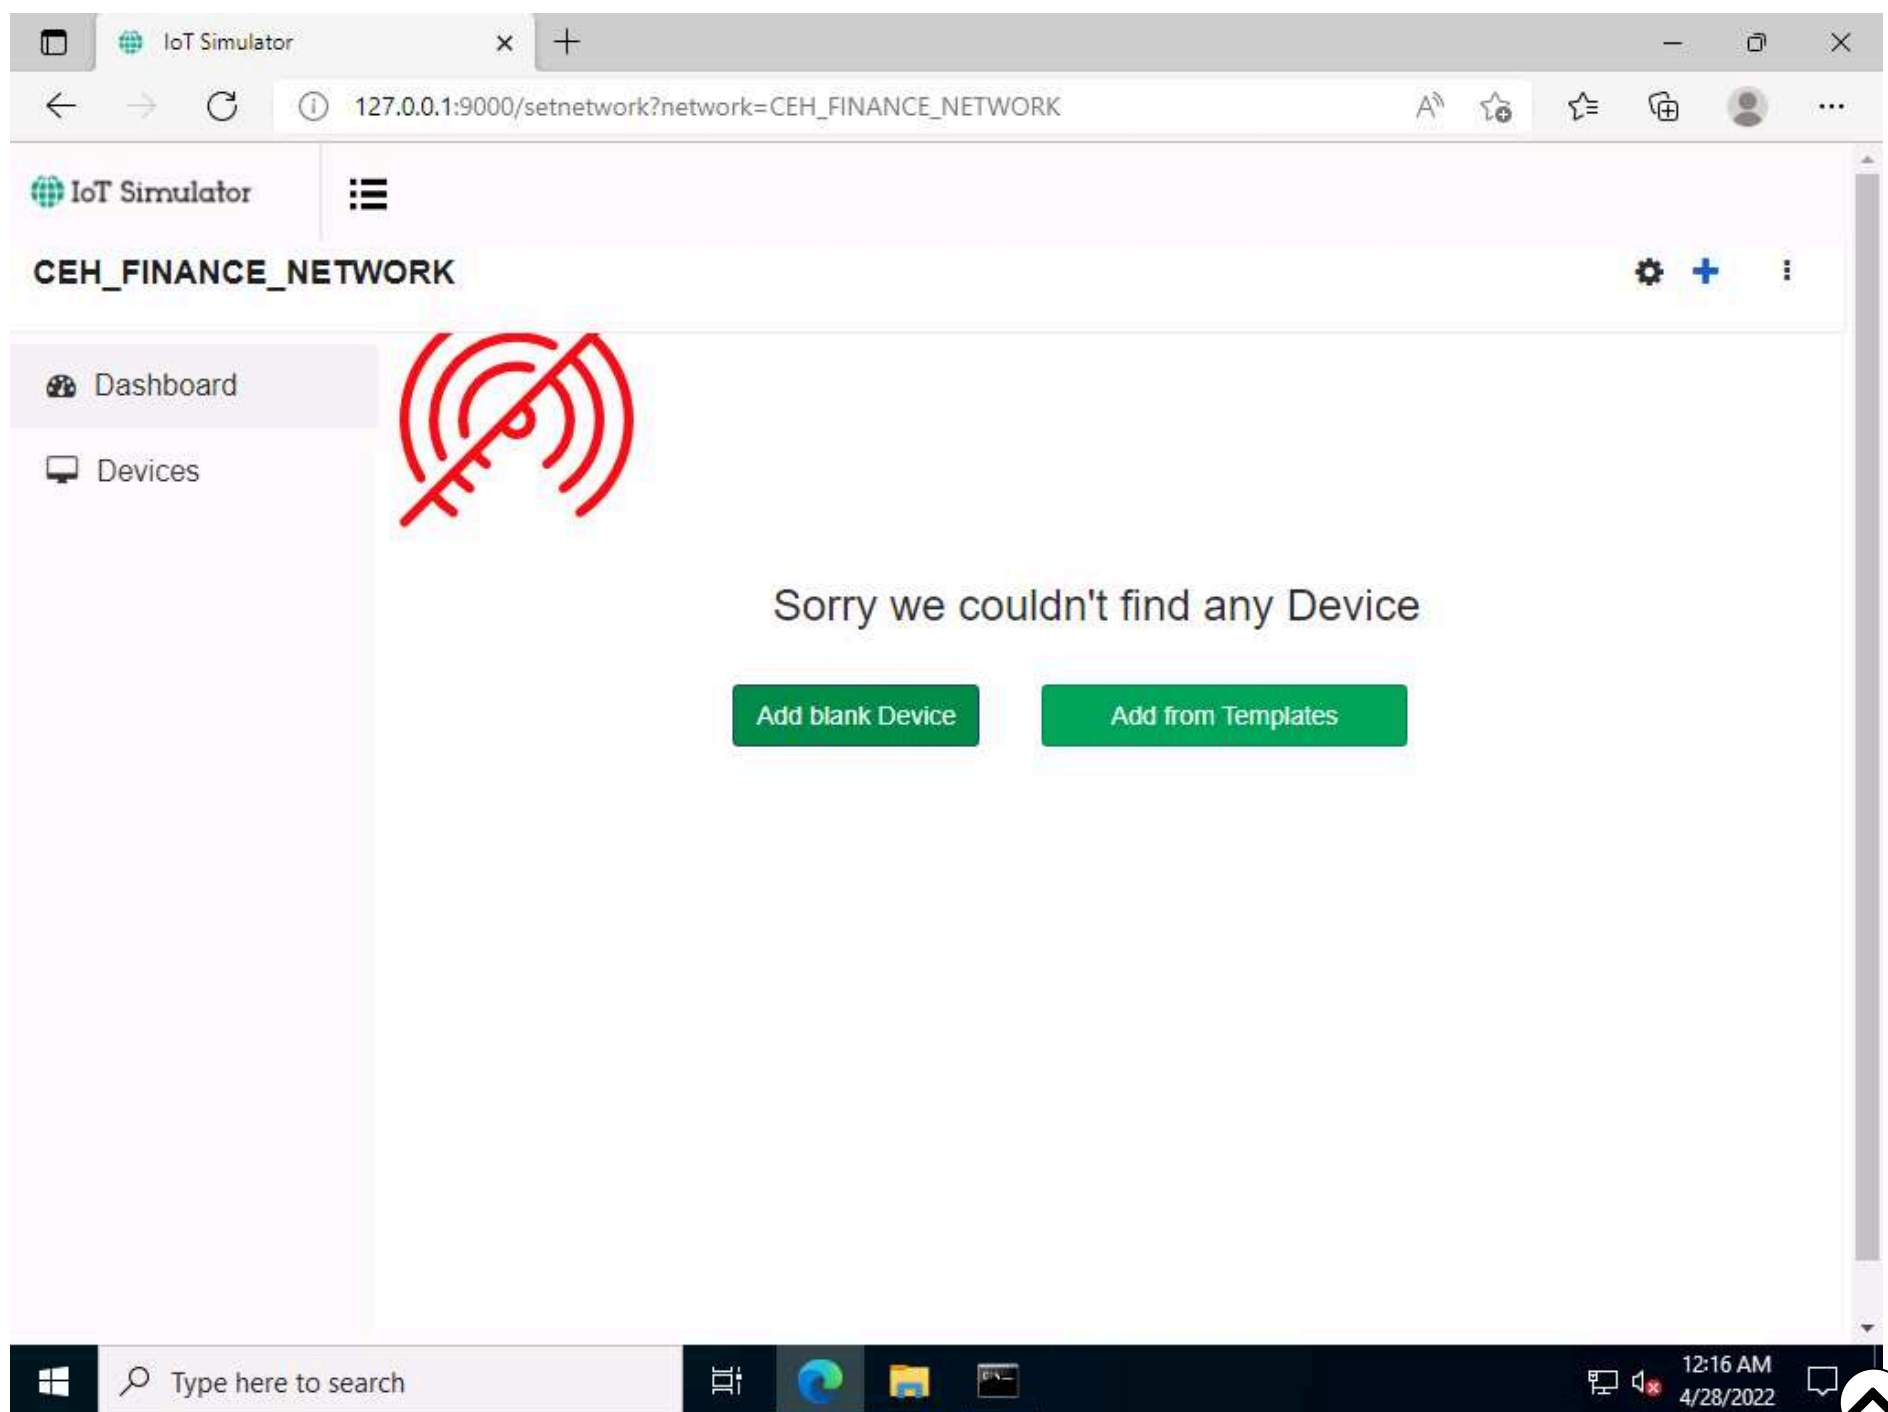 IoT Simulator
127.0.0.1:9000/setnetwork?network=CEH_FINANCE_NETWORK
IoT Simulator
CEH_FINANCE_NETWORK
Dashboard
Devices
Sorry we couldn't find any Device
Add blank Device
Add from Templates
Type here to search
12:16 AM
4/28/2022